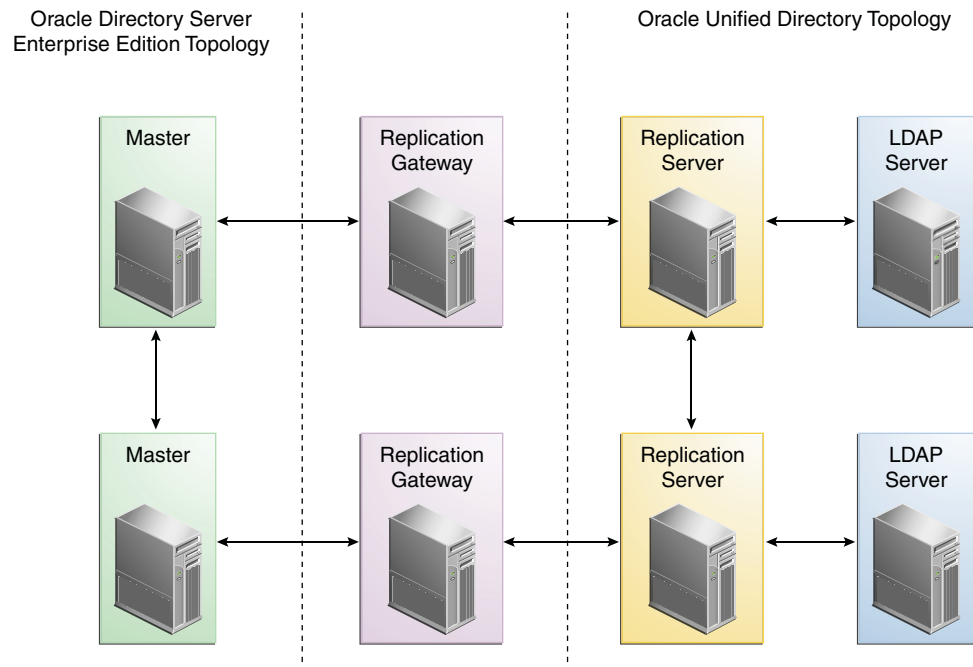 Oracle Directory Server
Enterprise Edition Topology
Oracle Unified Directory Topology
Master
Replication
Gateway
Replication
Server
LDAP
Server
Master
Replication
Gateway
Replication
Server
LDAP
Server